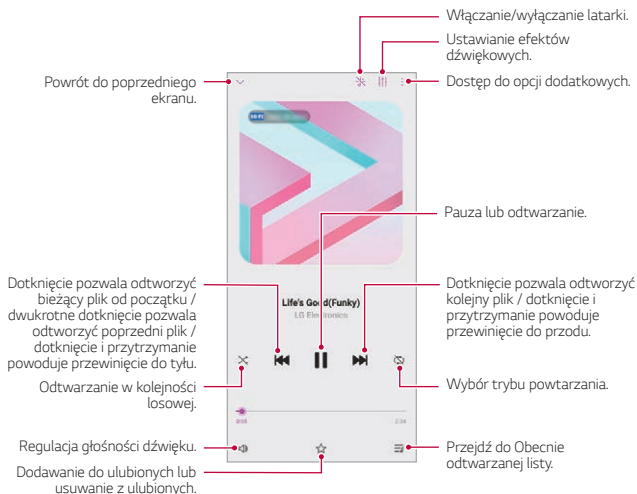 Włączanie/wyłączanie latarki.
Ustawianie efektów
dźwiękowych.
Powrót do poprzedniego
ekranu.
Dostęp do opcji dodatkowych.
Pauza lub odtwarzanie.
Dotknięcie pozwala odtworzyć
bieżący plik od początku /
dwukrotne dotknięcie pozwala
odtworzyć poprzedni plik /
dotknięcie i przytrzymanie
powoduje przewinięcie do tyłu.
Life's Good(Funky)
LG Electronics
Dotknięcie pozwala odtworzyć
kolejny plik / dotknięcie i
przytrzymanie powoduje
przewinięcie do przodu.
Odtwarzanie w kolejności
losowej.
Wybór trybu powtarzania.
Regulacja głośności dźwięku.
Przejdź do Obecnie
odtwarzanej listy.
Dodawanie do ulubionych lub
usuwanie z ulubionych.